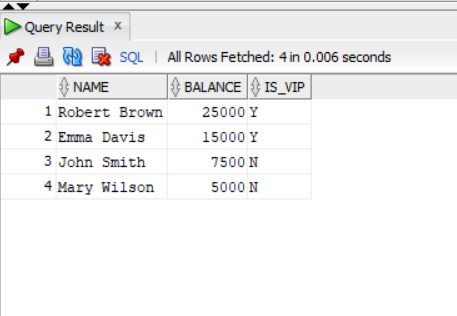 Query Result x
SQL | All Rows Fetched: 4 in 0.006 seconds
NAME BALANCE IS_VIP
1 Robert Brown 25000 Y
2 Emma Davis 15000 Y
3 John Smith 7500 N
4 Mary Wilson 5000 N